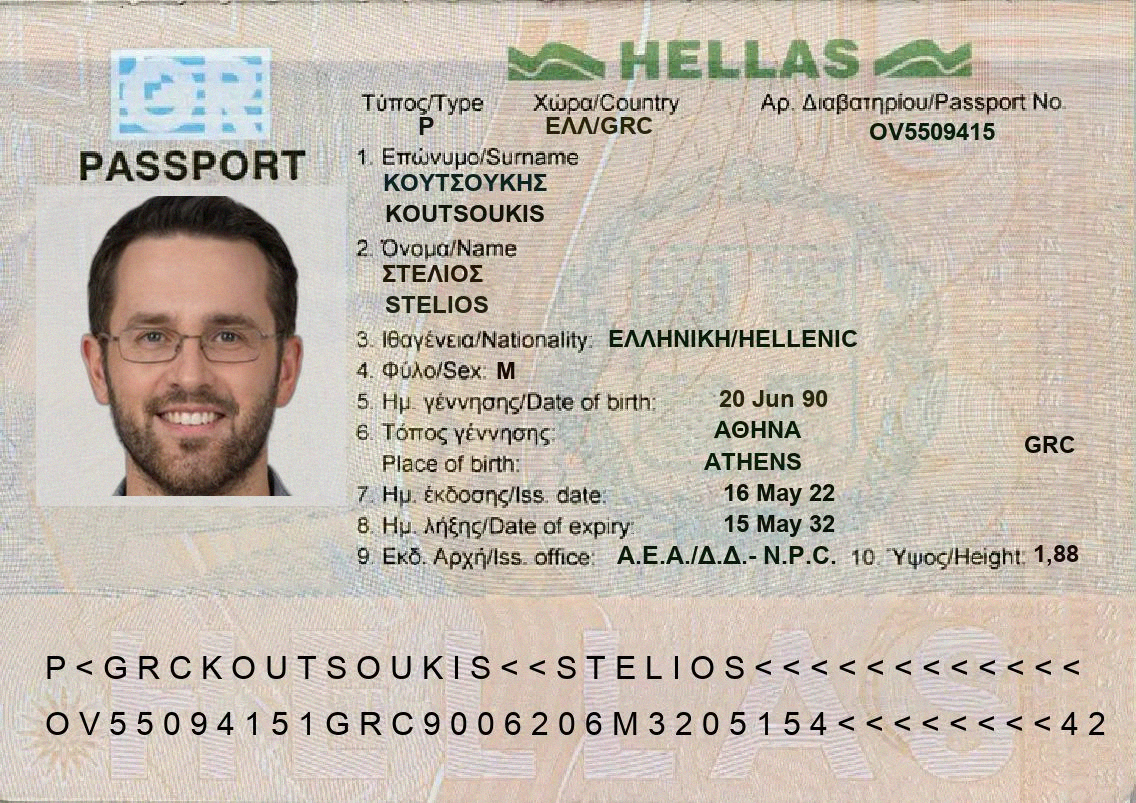 GR
HELLAS
PASSPORT
Τύπος/Type Χώρα/Country Αρ. Διαβατηρίου/Passport No.
P ΕΛΛ/GRC OV5509415
1. Επώνυμο/Surname
ΚΟΥΤΣΟΥΚΗΣ
KOUTSOUKIS
2. Όνομα/Name
ΣΤΕΛΙΟΣ
STELIOS
3. Ιθαγένεια/Nationality: ΕΛΛΗΝΙΚΗ/HELLENIC
4. Φύλο/Sex: M
5. Ημ. γέννησης/Date of birth: 20 Jun 90
6. Τόπος γέννησης: ΑΘΗΝΑ
Place of birth: ATHENS GRC
7. Ημ. έκδοσης/Iss. date: 16 May 22
8. Ημ. λήξης/Date of expiry: 15 May 32
9. Εκδ. Αρχή/Iss. office: Α.Ε.Α./Δ.Δ.- N.P.C. 10. Ύψος/Height: 1,88
HELLAS
P<GRCKOUTSOUKIS<<STELIOS<<<<<<<<<<<<
OV55094151GRC9006206M3205154<<<<<<<<42